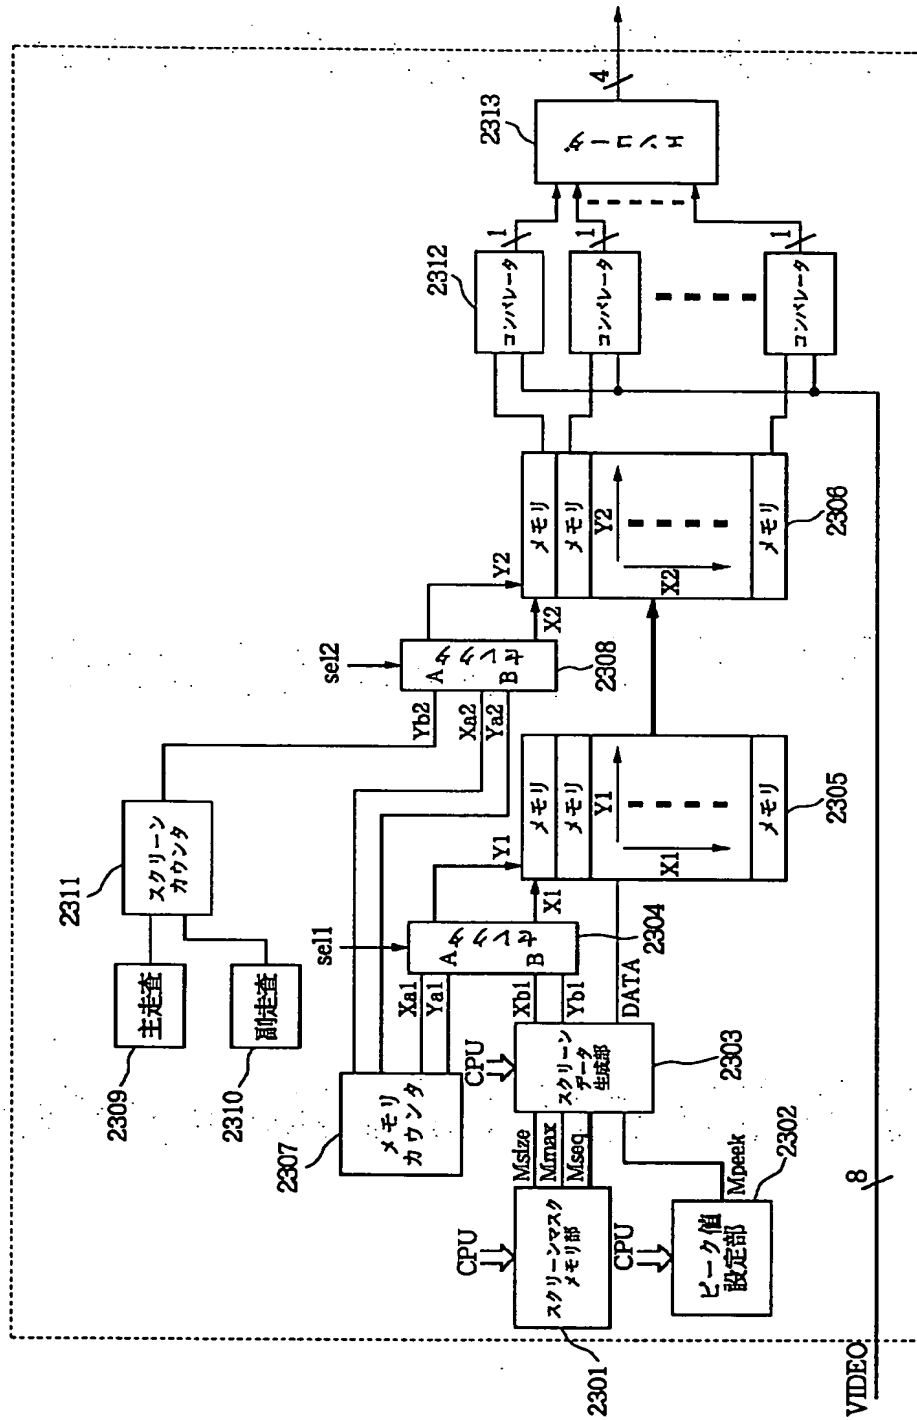 VIDEO
8
2301
CPU
スクリーンマスク
メモリ部
Msize
Mmax
Mseq
CPU
ピーク値
設定部
2302
Mpeek
CPU
スクリーン
データ
生成部
2303
DATA
2307
メモリ
カウンタ
2309
主走査
2310
副走査
2311
スクリーン
カウンタ
Xa1
Ya1
Xb1
Yb1
sel1
A
B
セレクタ
2304
Y1
X1
メモリ
メモリ
Y1
X1
メモリ
2305
Yb2
Xa2
Ya2
sel2
A
B
セレクタ
2308
Y2
X2
メモリ
メモリ
Y2
X2
メモリ
2306
2312
コンパレータ
コンパレータ
コンパレータ
1
1
1
2313
エンコーダ
4